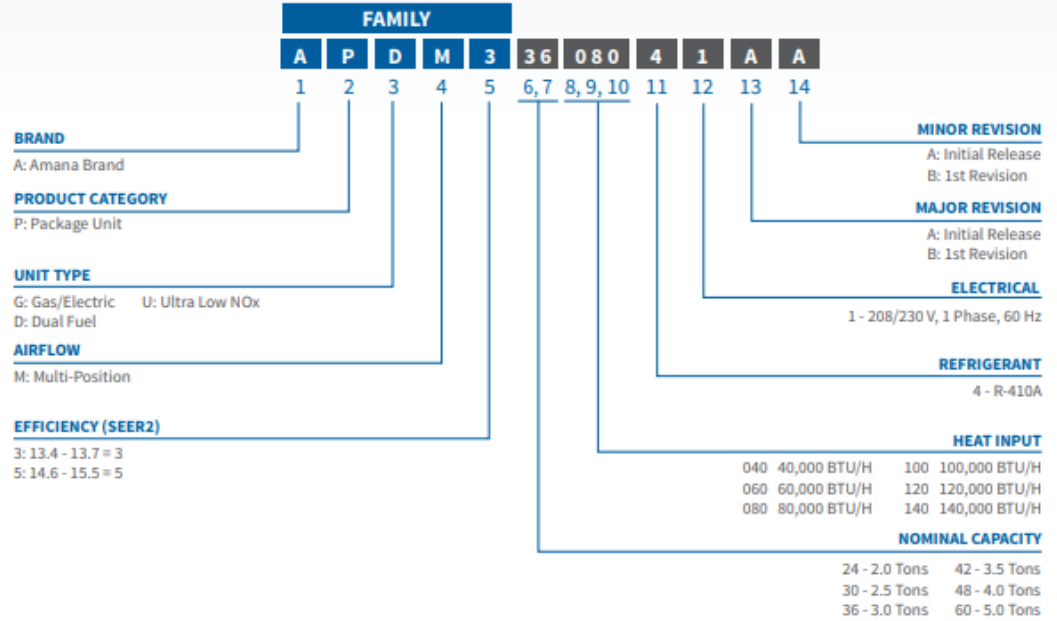 FAMILY
A P D M 3 36 080 4 1 A A
1 2 3 4 5 6, 7 8, 9, 10 11 12 13 14
BRAND
A: Amana Brand
PRODUCT CATEGORY
P: Package Unit
UNIT TYPE
G: Gas/Electric U: Ultra Low NOx
D: Dual Fuel
AIRFLOW
M: Multi-Position
EFFICIENCY (SEER2)
3: 13.4 - 13.7 = 3
5: 14.6 - 15.5 = 5
MINOR REVISION
A: Initial Release
B: 1st Revision
MAJOR REVISION
A: Initial Release
B: 1st Revision
ELECTRICAL
1 - 208/230 V, 1 Phase, 60 Hz
REFRIGERANT
4 - R-410A
HEAT INPUT
040 40,000 BTU/H 100 100,000 BTU/H
060 60,000 BTU/H 120 120,000 BTU/H
080 80,000 BTU/H 140 140,000 BTU/H
NOMINAL CAPACITY
24 - 2.0 Tons 42 - 3.5 Tons
30 - 2.5 Tons 48 - 4.0 Tons
36 - 3.0 Tons 60 - 5.0 Tons